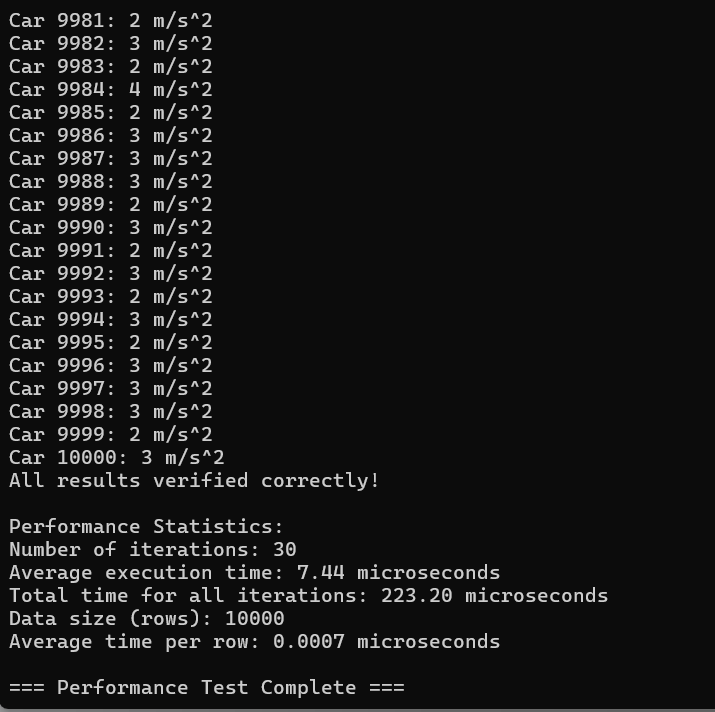 Car 9981: 2 m/s^2
Car 9982: 3 m/s^2
Car 9983: 2 m/s^2
Car 9984: 4 m/s^2
Car 9985: 2 m/s^2
Car 9986: 3 m/s^2
Car 9987: 3 m/s^2
Car 9988: 3 m/s^2
Car 9989: 2 m/s^2
Car 9990: 3 m/s^2
Car 9991: 2 m/s^2
Car 9992: 3 m/s^2
Car 9993: 2 m/s^2
Car 9994: 3 m/s^2
Car 9995: 2 m/s^2
Car 9996: 3 m/s^2
Car 9997: 3 m/s^2
Car 9998: 3 m/s^2
Car 9999: 2 m/s^2
Car 10000: 3 m/s^2
All results verified correctly!
Performance Statistics:
Number of iterations: 30
Average execution time: 7.44 microseconds
Total time for all iterations: 223.20 microseconds
Data size (rows): 10000
Average time per row: 0.0007 microseconds
=== Performance Test Complete ===